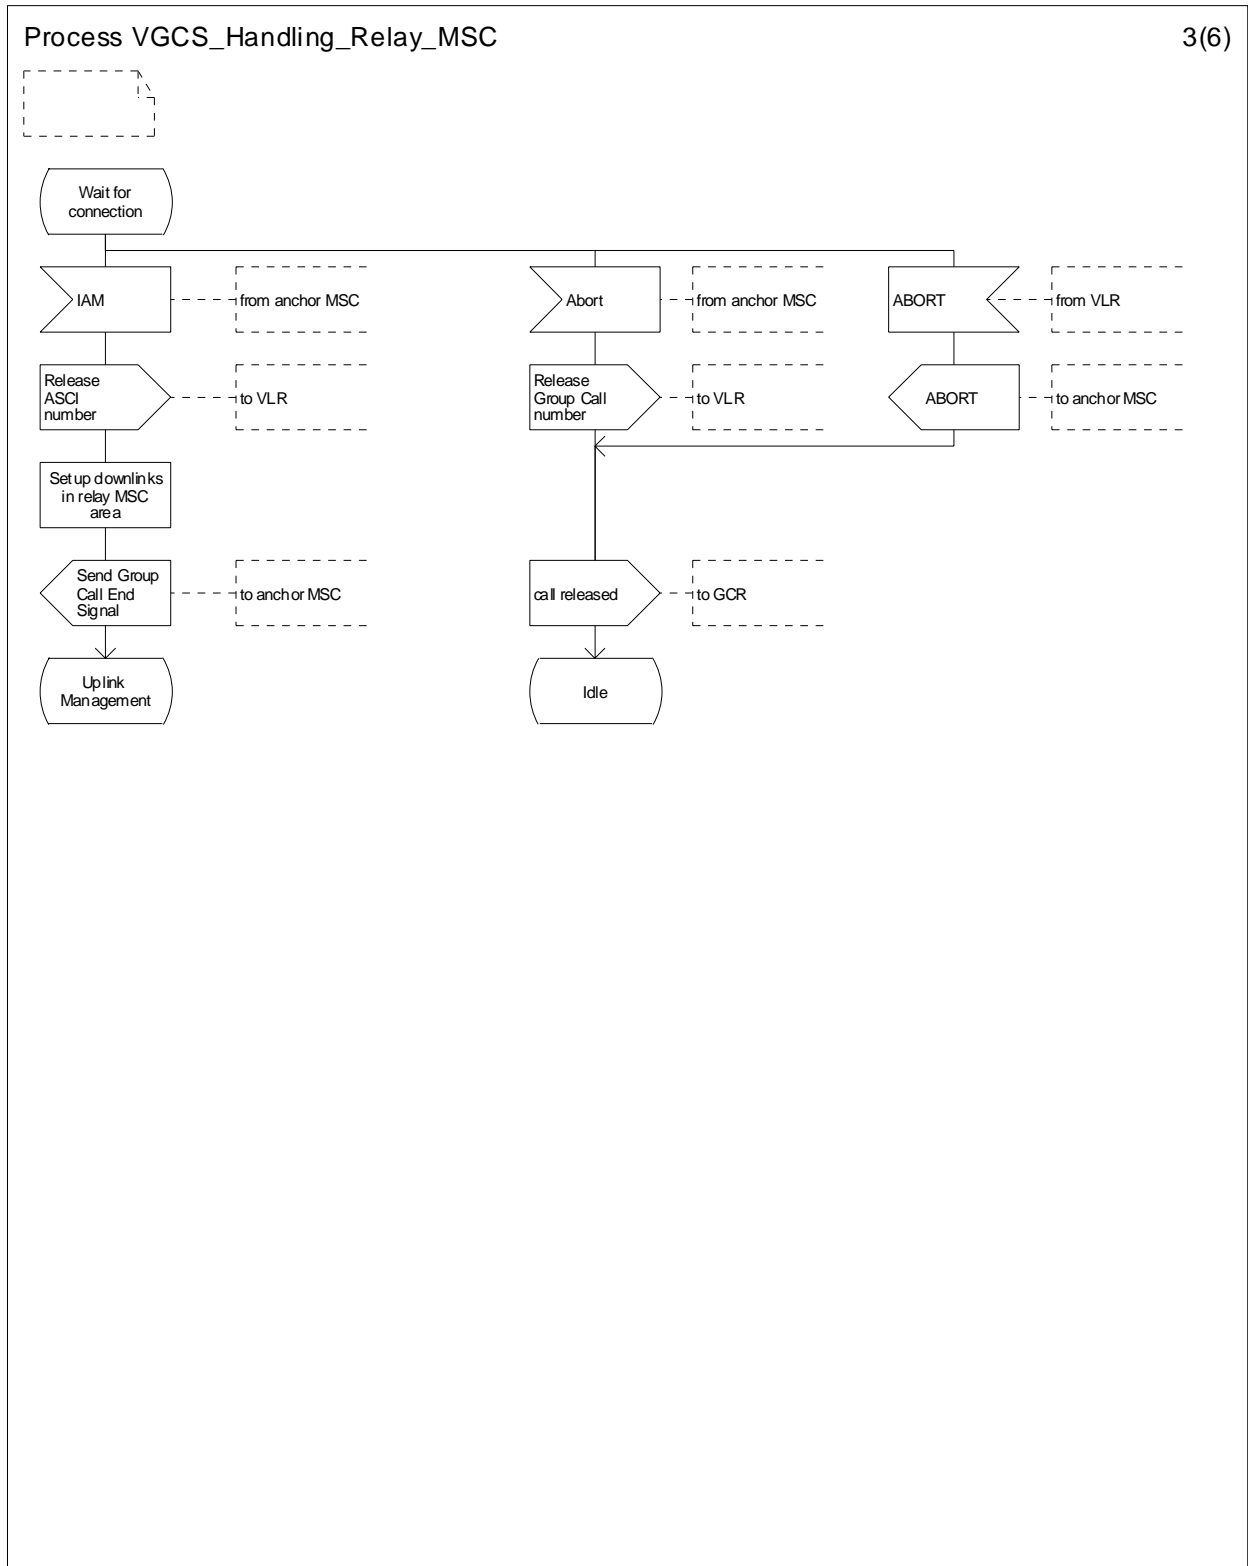 Process VGCS_Handling_Relay_MSC
3(6)
Wait for
connection
IAM
from anchor MSC
Abort
from anchor MSC
ABORT
from VLR
Release
ASCI
number
to VLR
Release
Group Call
number
to VLR
ABORT
to anchor MSC
Set up downlinks
in relay MSC
area
Send Group
Call End
Signal
to anchor MSC
call released
to GCR
Uplink
Management
Idle